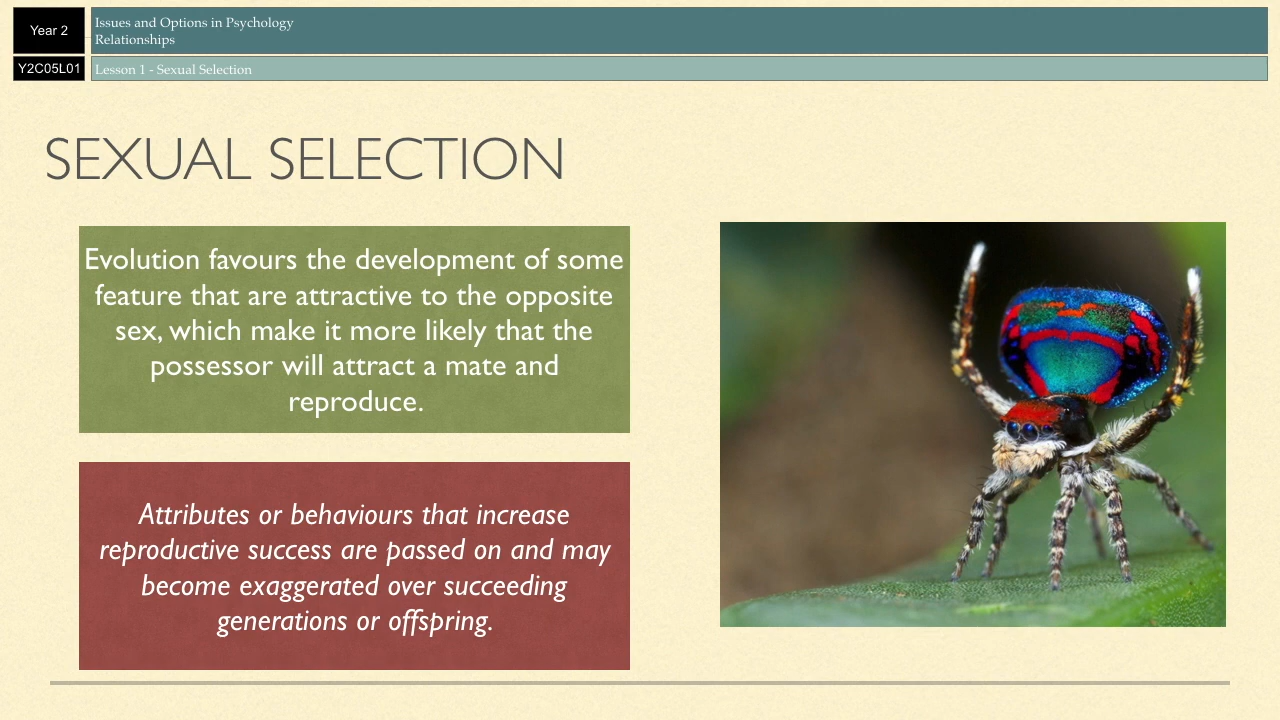 Year 2
Issues and Options in Psychology
Relationships
Y2C05L01
Lesson 1 - Sexual Selection
SEXUAL SELECTION
Evolution favours the development of some
feature that are attractive to the opposite
sex, which make it more likely that the
possessor will attract a mate and
reproduce.
Attributes or behaviours that increase
reproductive success are passed on and may
become exaggerated over succeeding
generations or offspring.